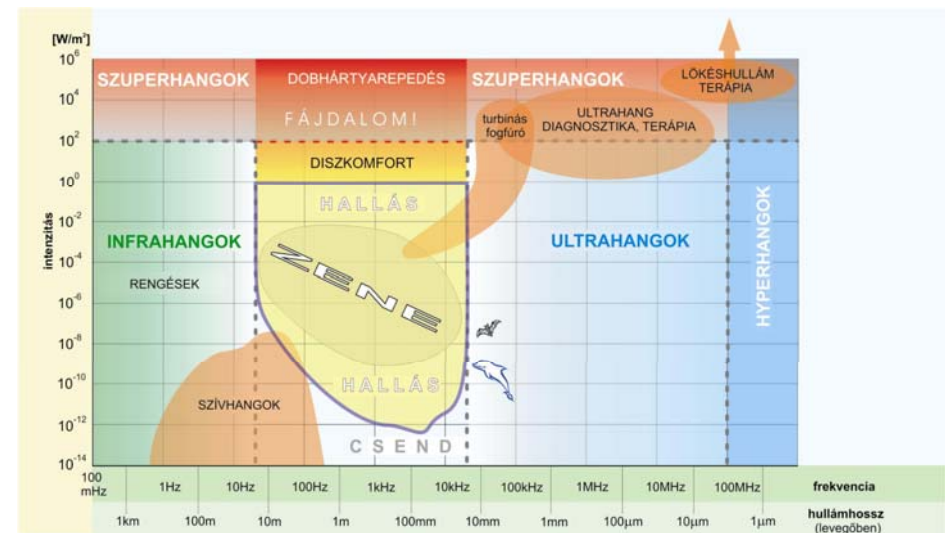 [W/m²]
10⁶
10⁴
10²
10⁰
10⁻²
10⁻⁴
10⁻⁶
10⁻⁸
10⁻¹⁰
10⁻¹²
10⁻¹⁴
intenzitás
SZUPERHANGOK
DOBHÁRTYAREPEDÉS
SZUPERHANGOK
LÖKÉSHULLÁM
TERÁPIA
FÁJDALOM!
turbinás
fogfúró
ULTRAHANG
DIAGNOSZTIKA, TERÁPIA
DISZKOMFORT
HALLÁS
INFRAHANGOK
ZENE
ULTRAHANGOK
HYPERHANGOK
RENGÉSEK
HALLÁS
SZÍVHANGOK
CSEND
100 mHz 1Hz 10Hz 100Hz 1kHz 10kHz 100kHz 1MHz 10MHz 100MHz frekvencia
1km 100m 10m 1m 100mm 10mm 1mm 100µm 10µm 1µm hullámhossz
(levegőben)